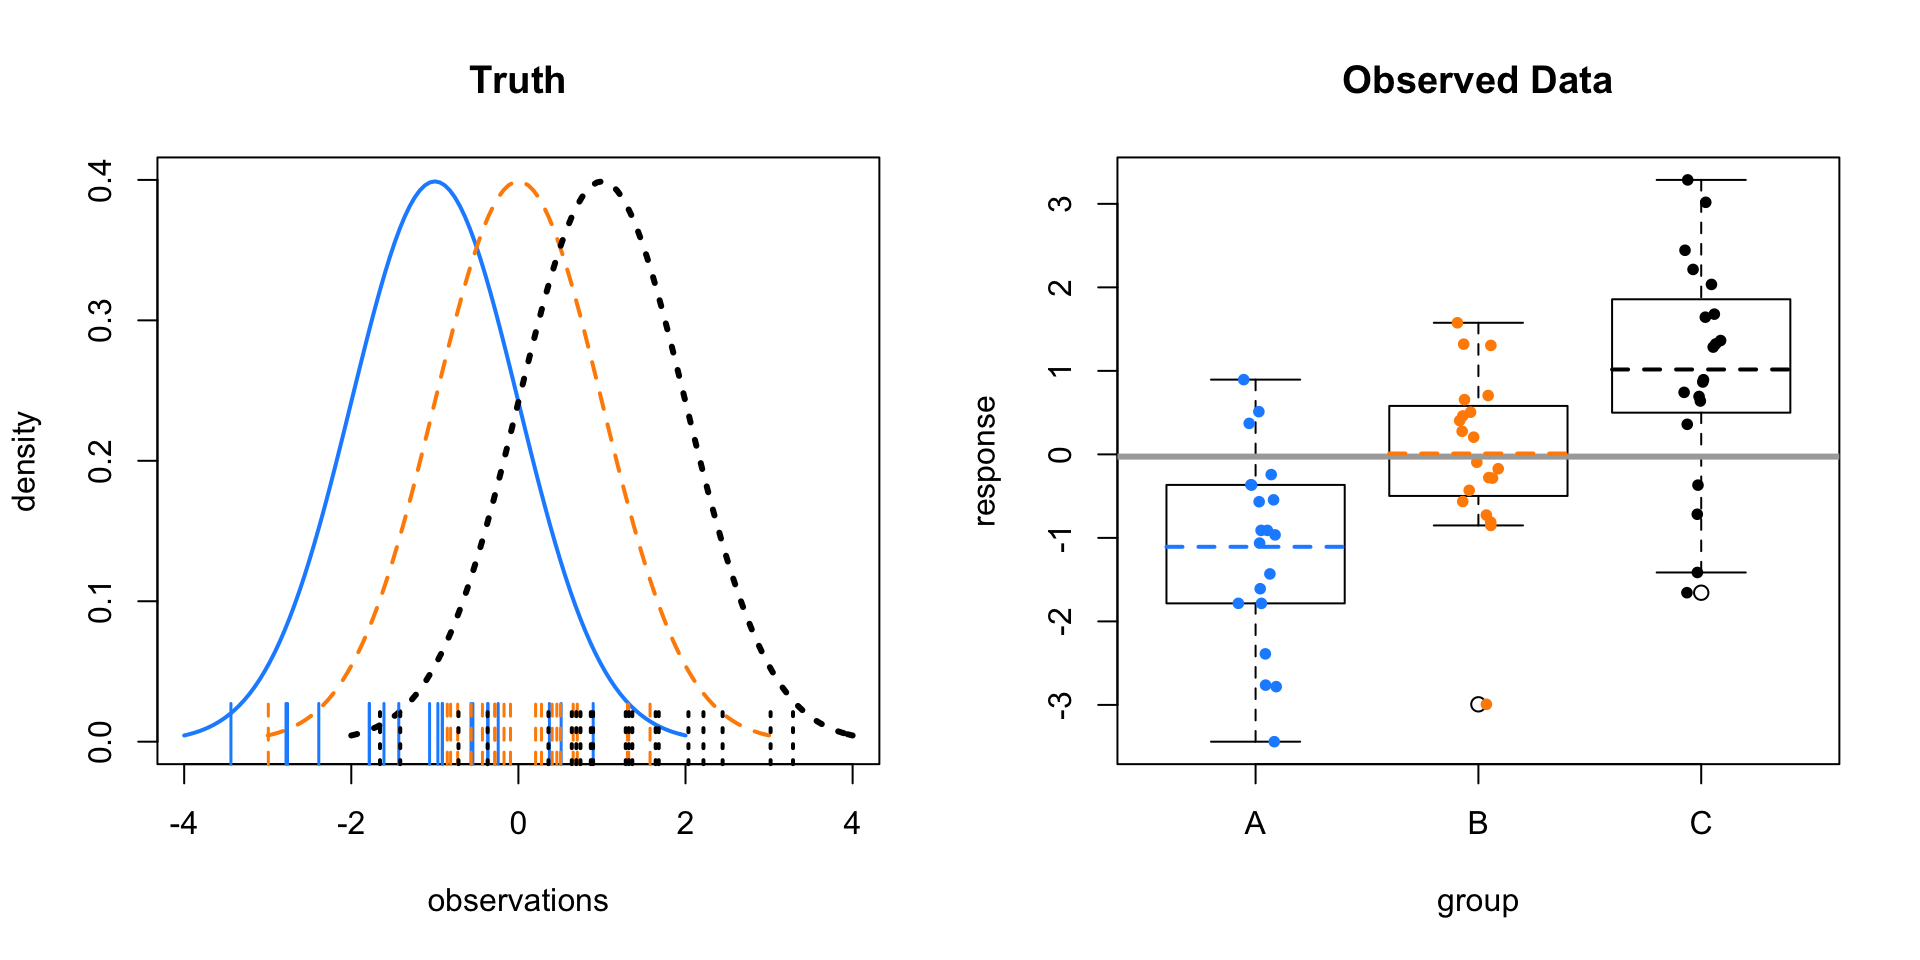 Truth
density
0.4
0.3
0.2
0.1
0.0
-4 -2 0 2 4
observations
Observed Data
response
3
2
1
0
-1
-2
-3
A B C
group